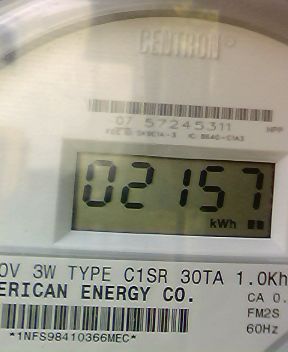 CENTRON®
07 57245311
02157
kWh
0V 3W TYPE C1SR 30TA 1.0Kh
ERICAN ENERGY CO.
CA 0.
FM2S
60Hz
*1NFS98410366MEC*